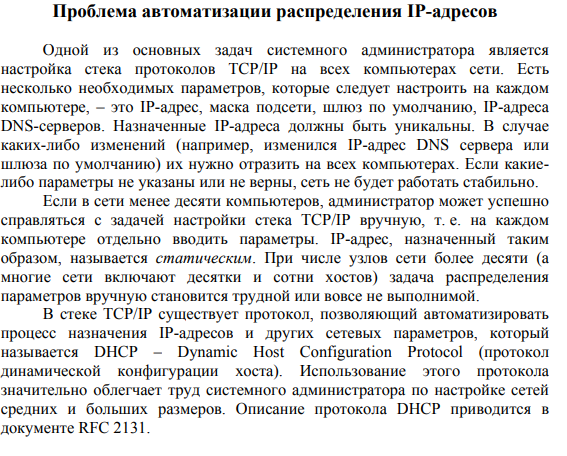 Проблема автоматизации распределения IP-адресов
Одной из основных задач системного администратора является
настройка стека протоколов TCP/IP на всех компьютерах сети. Есть
несколько необходимых параметров, которые следует настроить на каждом
компьютере, – это IP-адрес, маска подсети, шлюз по умолчанию, IP-адреса
DNS-серверов. Назначенные IP-адреса должны быть уникальны. В случае
каких-либо изменений (например, изменился IP-адрес DNS сервера или
шлюза по умолчанию) их нужно отразить на всех компьютерах. Если какие-
либо параметры не указаны или не верны, сеть не будет работать стабильно.
Если в сети менее десяти компьютеров, администратор может успешно
справляться с задачей настройки стека TCP/IP вручную, т. е. на каждом
компьютере отдельно вводить параметры. IP-адрес, назначенный таким
образом, называется статическим. При числе узлов сети более десяти (а
многие сети включают десятки и сотни хостов) задача распределения
параметров вручную становится трудной или вовсе не выполнимой.
В стеке TCP/IP существует протокол, позволяющий автоматизировать
процесс назначения IP-адресов и других сетевых параметров, который
называется DHCP – Dynamic Host Configuration Protocol (протокол
динамической конфигурации хоста). Использование этого протокола
значительно облегчает труд системного администратора по настройке сетей
средних и больших размеров. Описание протокола DHCP приводится в
документе RFC 2131.